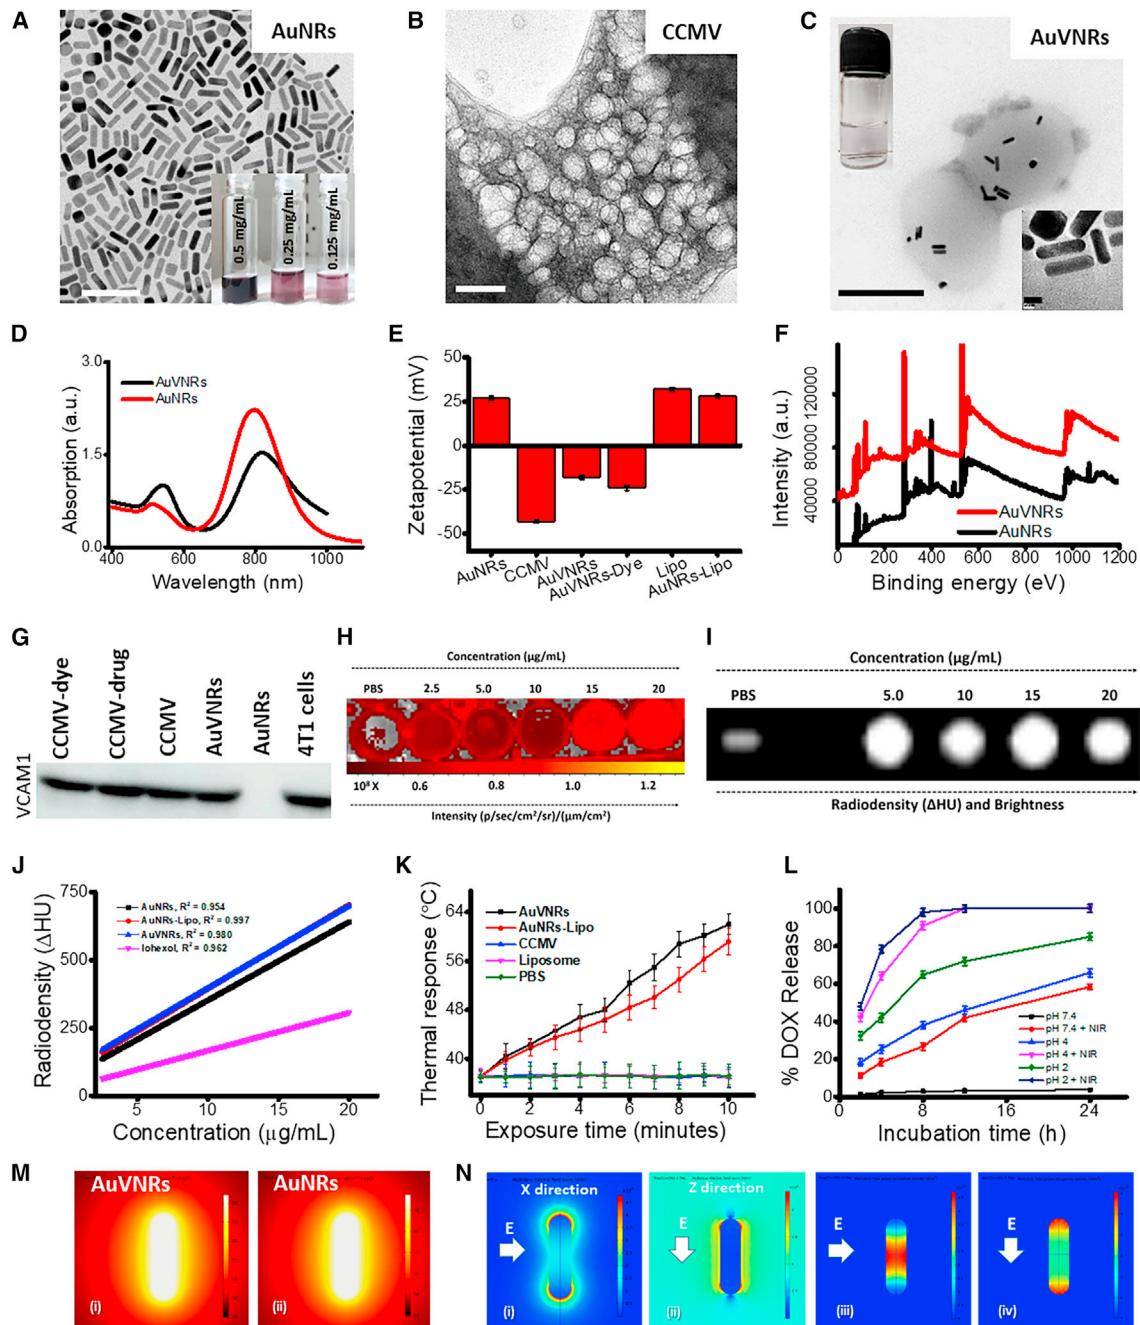 A
AuNRs
0.5 mg/mL
0.25 mg/mL
0.125 mg/mL
B
CCMV
C
AuVNRs
D
3.0
1.5
0.0
Absorption (a.u.)
AuVNRs
AuNRs
400 600 800 1000
Wavelength (nm)
E
50
25
0
-25
-50
Zetapotential (mV)
AuNRs
CCMV
AuVNRs
AuVNRs-Dye
Lipo
AuNRs-Lipo
F
Intensity (a.u.)
40000 80000 120000
AuVNRs
AuNRs
0 200 400 600 800 1000 1200
Binding energy (eV)
G
CCMV-dye
CCMV-drug
CCMV
AuVNRs
AuNRs
4T1 cells
VCAM1
H
Concentration (μg/mL)
PBS 2.5 5.0 10 15 20
10⁸ X 0.6 0.8 1.0 1.2
Intensity (p/sec/cm²/sr)/(μm/cm²)
I
Concentration (μg/mL)
PBS 5.0 10 15 20
Radiodensity (ΔHU) and Brightness
J
750
500
250
0
Radiodensity (ΔHU)
AuNRs, R² = 0.954
AuNRs-Lipo, R² = 0.997
AuVNRs, R² = 0.980
Iohexol, R² = 0.962
5 10 15 20
Concentration (μg/mL)
K
64
56
48
40
Thermal response (°C)
AuVNRs
AuNRs-Lipo
CCMV
Liposome
PBS
0 2 4 6 8 10
Exposure time (minutes)
L
100
80
60
40
20
0
% DOX Release
pH 7.4
pH 7.4 + NIR
pH 4
pH 4 + NIR
pH 2
pH 2 + NIR
0 8 16 24
Incubation time (h)
M
AuVNRs
(i)
AuNRs
(ii)
N
X direction
E
(i)
Z direction
E
(ii)
E
(iii)
E
(iv)